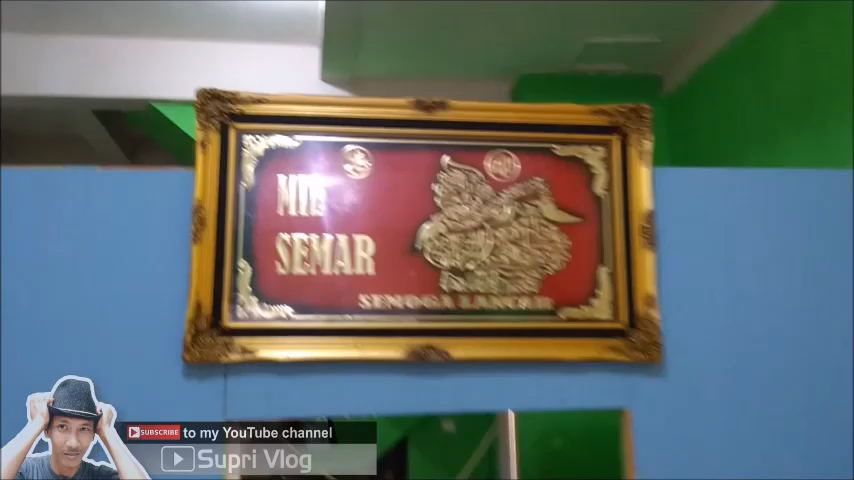 MIE
SEMAR
SEMOGA LANCAR
SUBSCRIBE to my YouTube channel
Supri Vlog